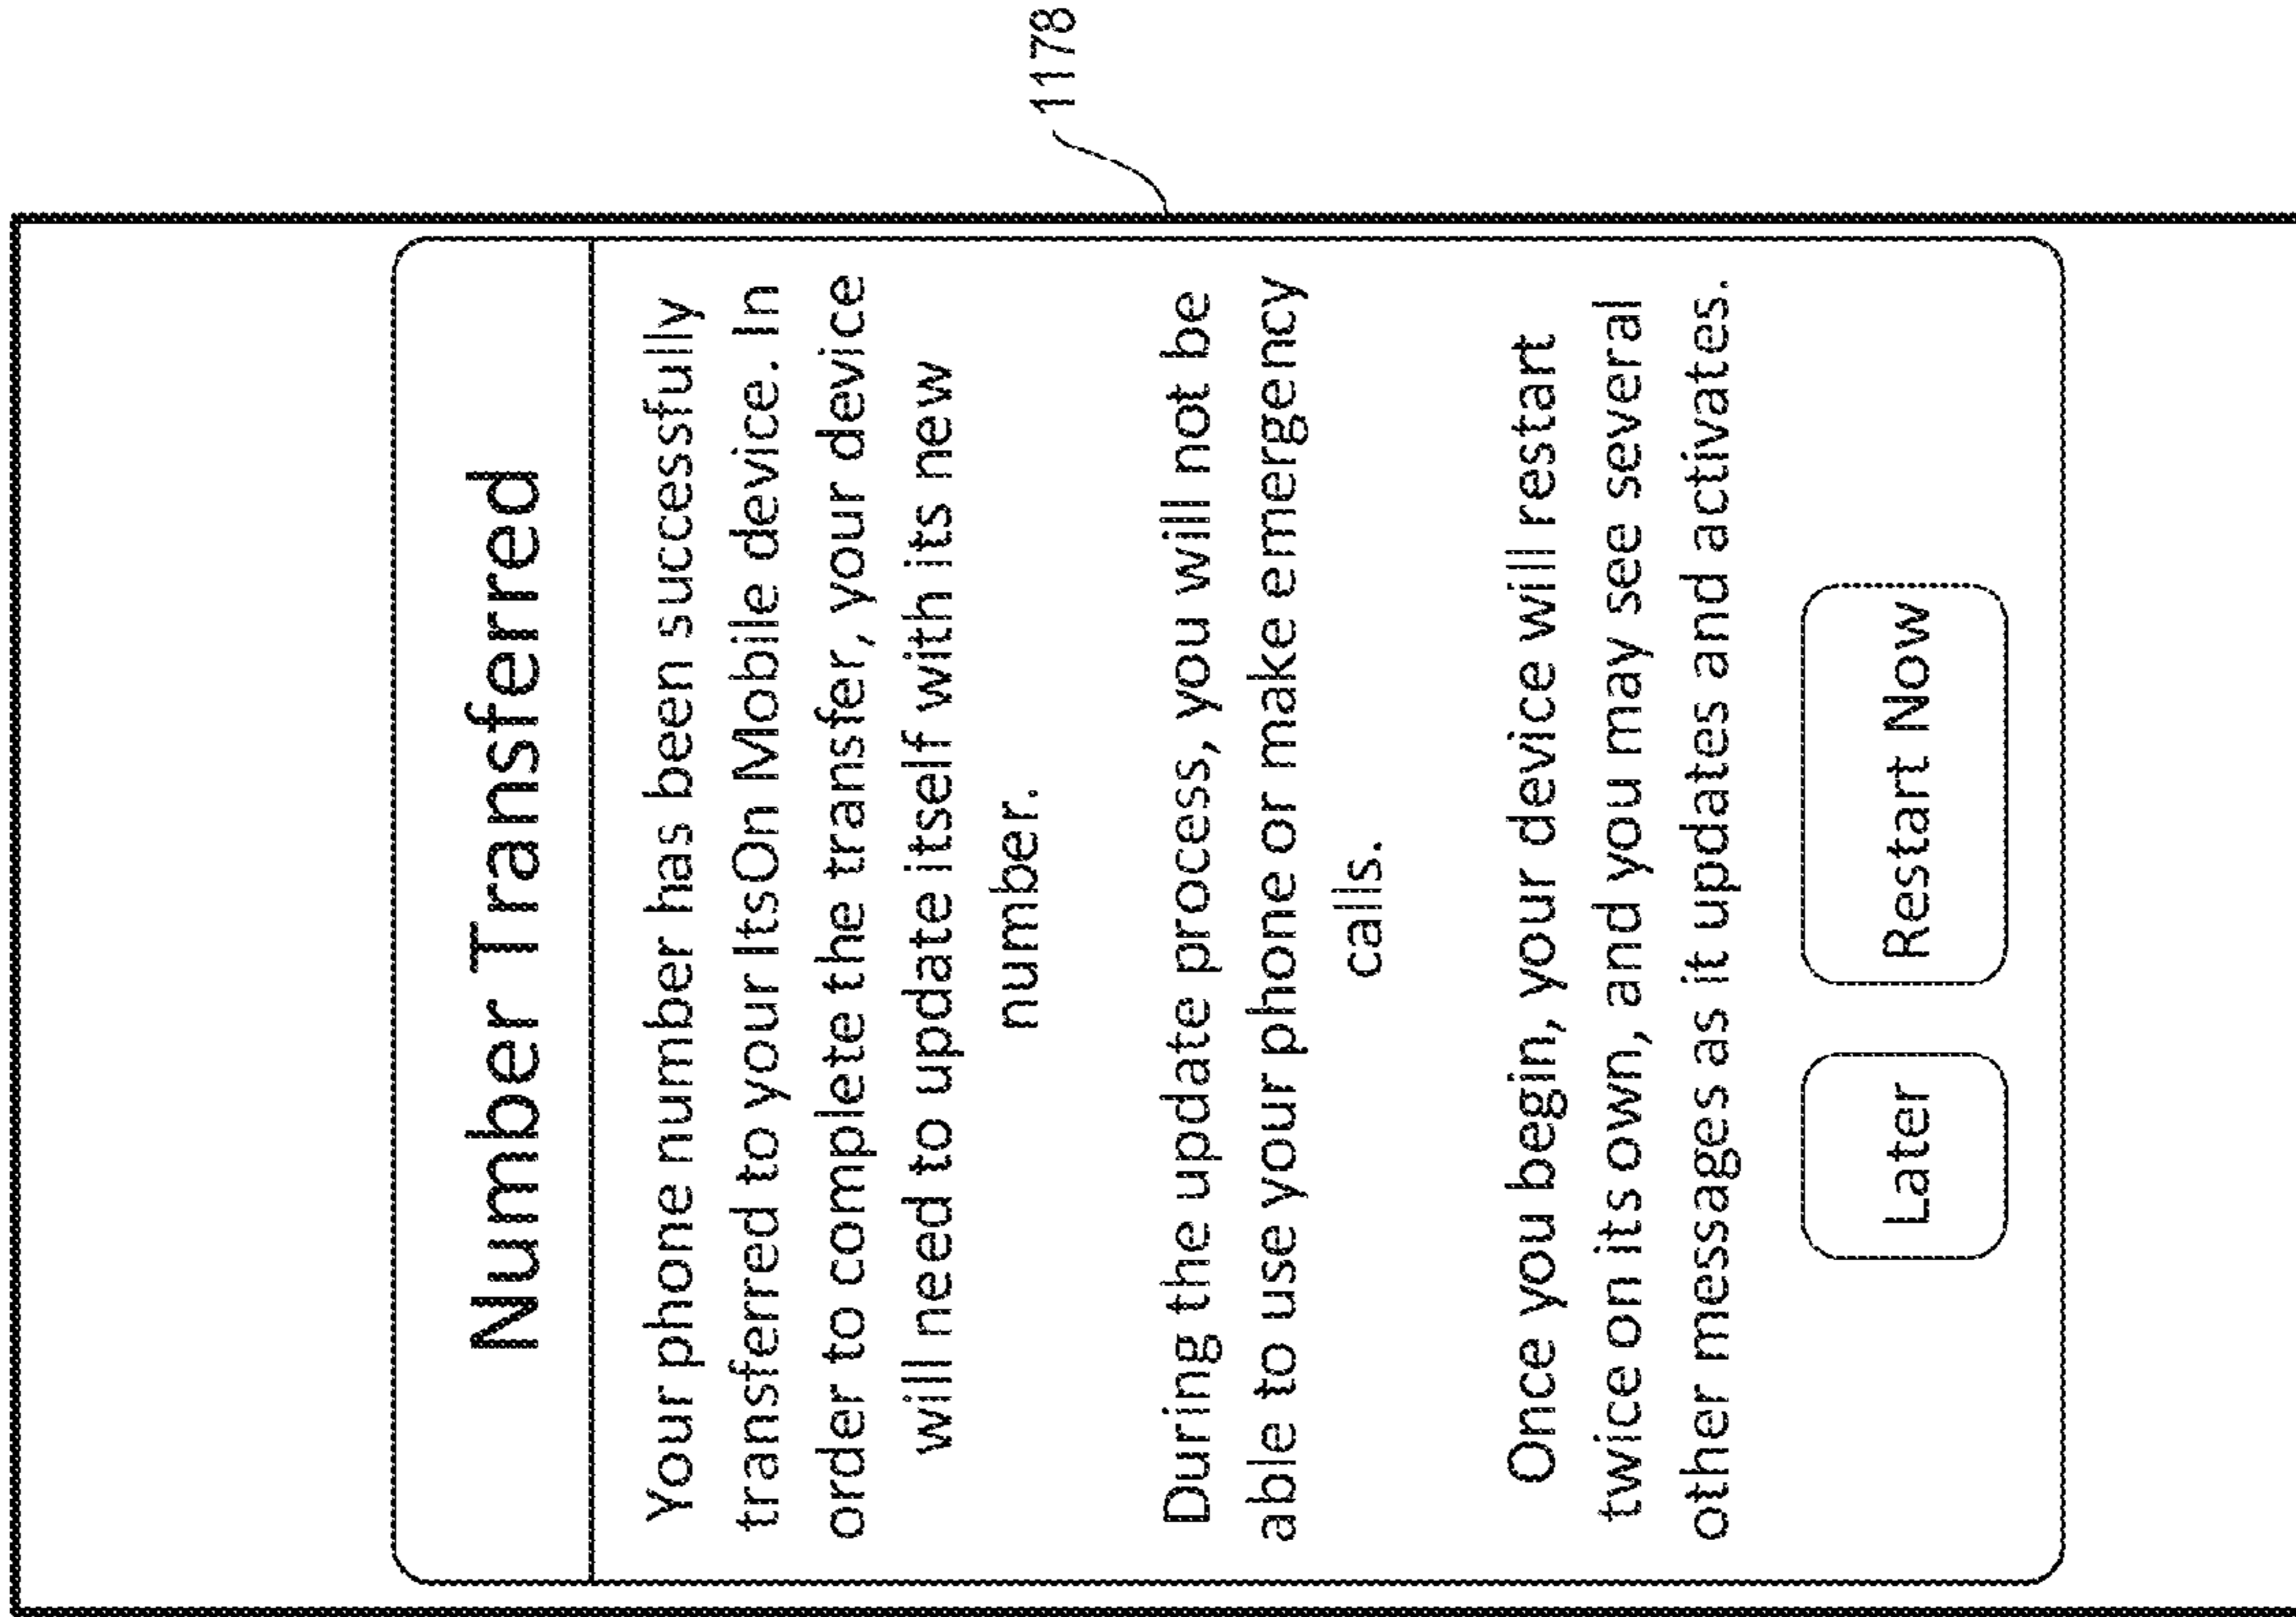 Number Transferred
Your phone number has been successfully
transferred to your ItsOn Mobile device. In
order to complete the transfer, your device
will need to update itself with its new
number.
During the update process, you will not be
able to use your phone or make emergency
calls.
Once you begin, your device will restart
twice on its own, and you may see several
other messages as it updates and activates.
Later Restart Now
1178